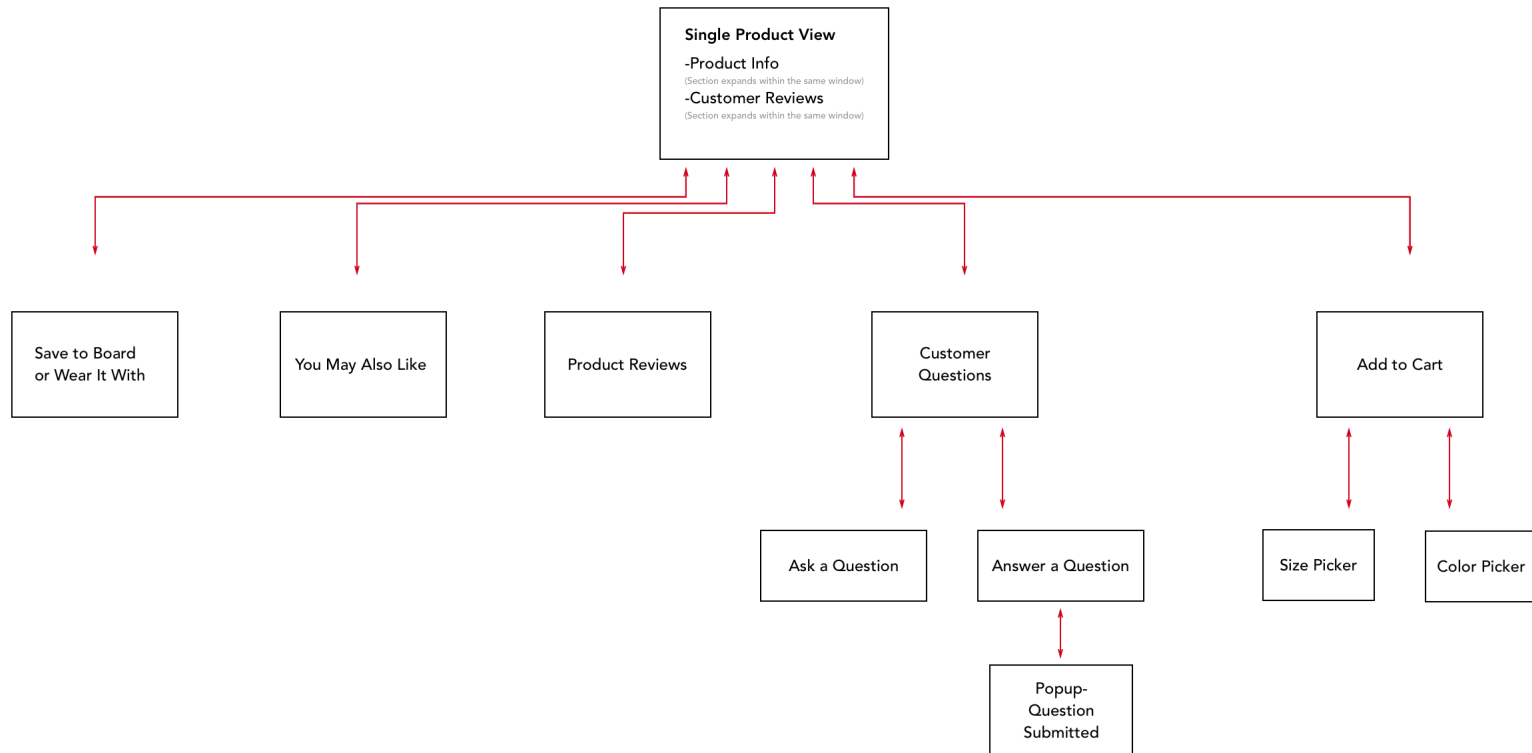 Single Product View
-Product Info
(Section expands within the same window)
-Customer Reviews
(Section expands within the same window)
Save to Board
or Wear It With
You May Also Like
Product Reviews
Customer
Questions
Add to Cart
Ask a Question
Answer a Question
Size Picker
Color Picker
Popup-
Question
Submitted